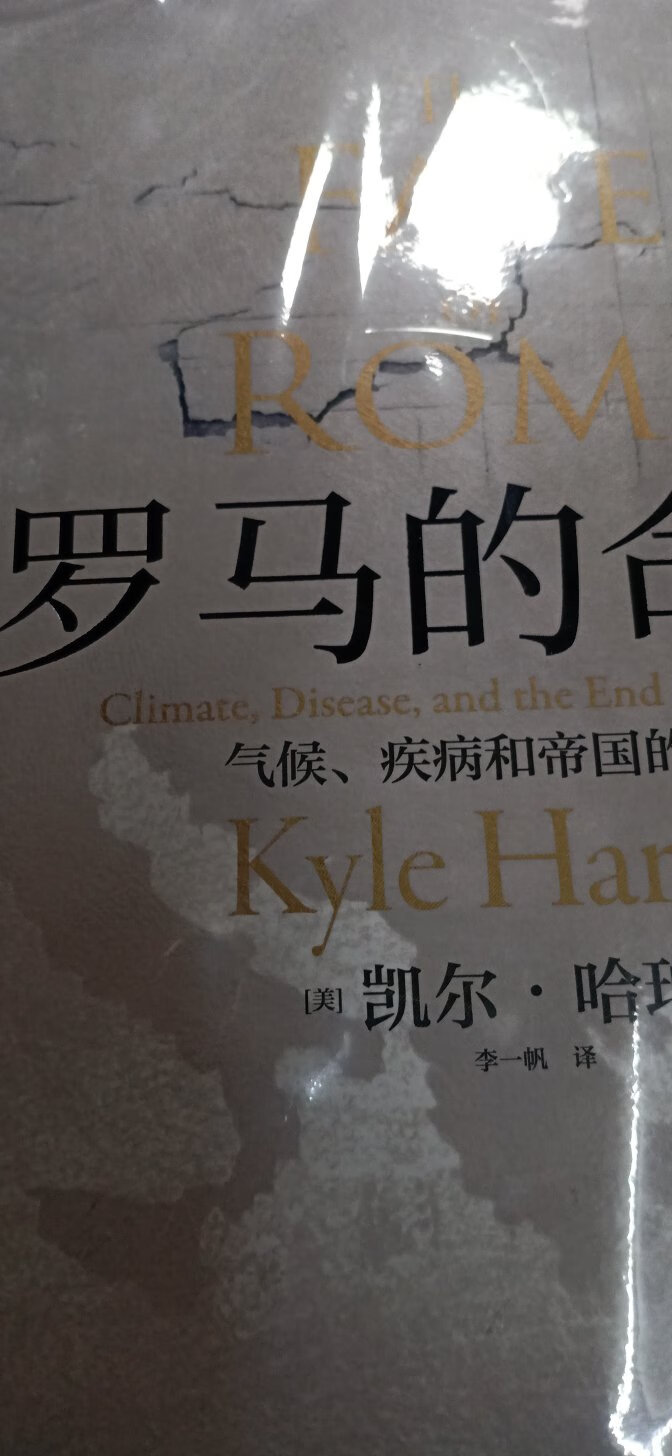 ROM
罗马的
Climate, Disease, and the End
气候、疾病和帝国的
Kyle Har
[美] 凯尔·哈
李一帆 译